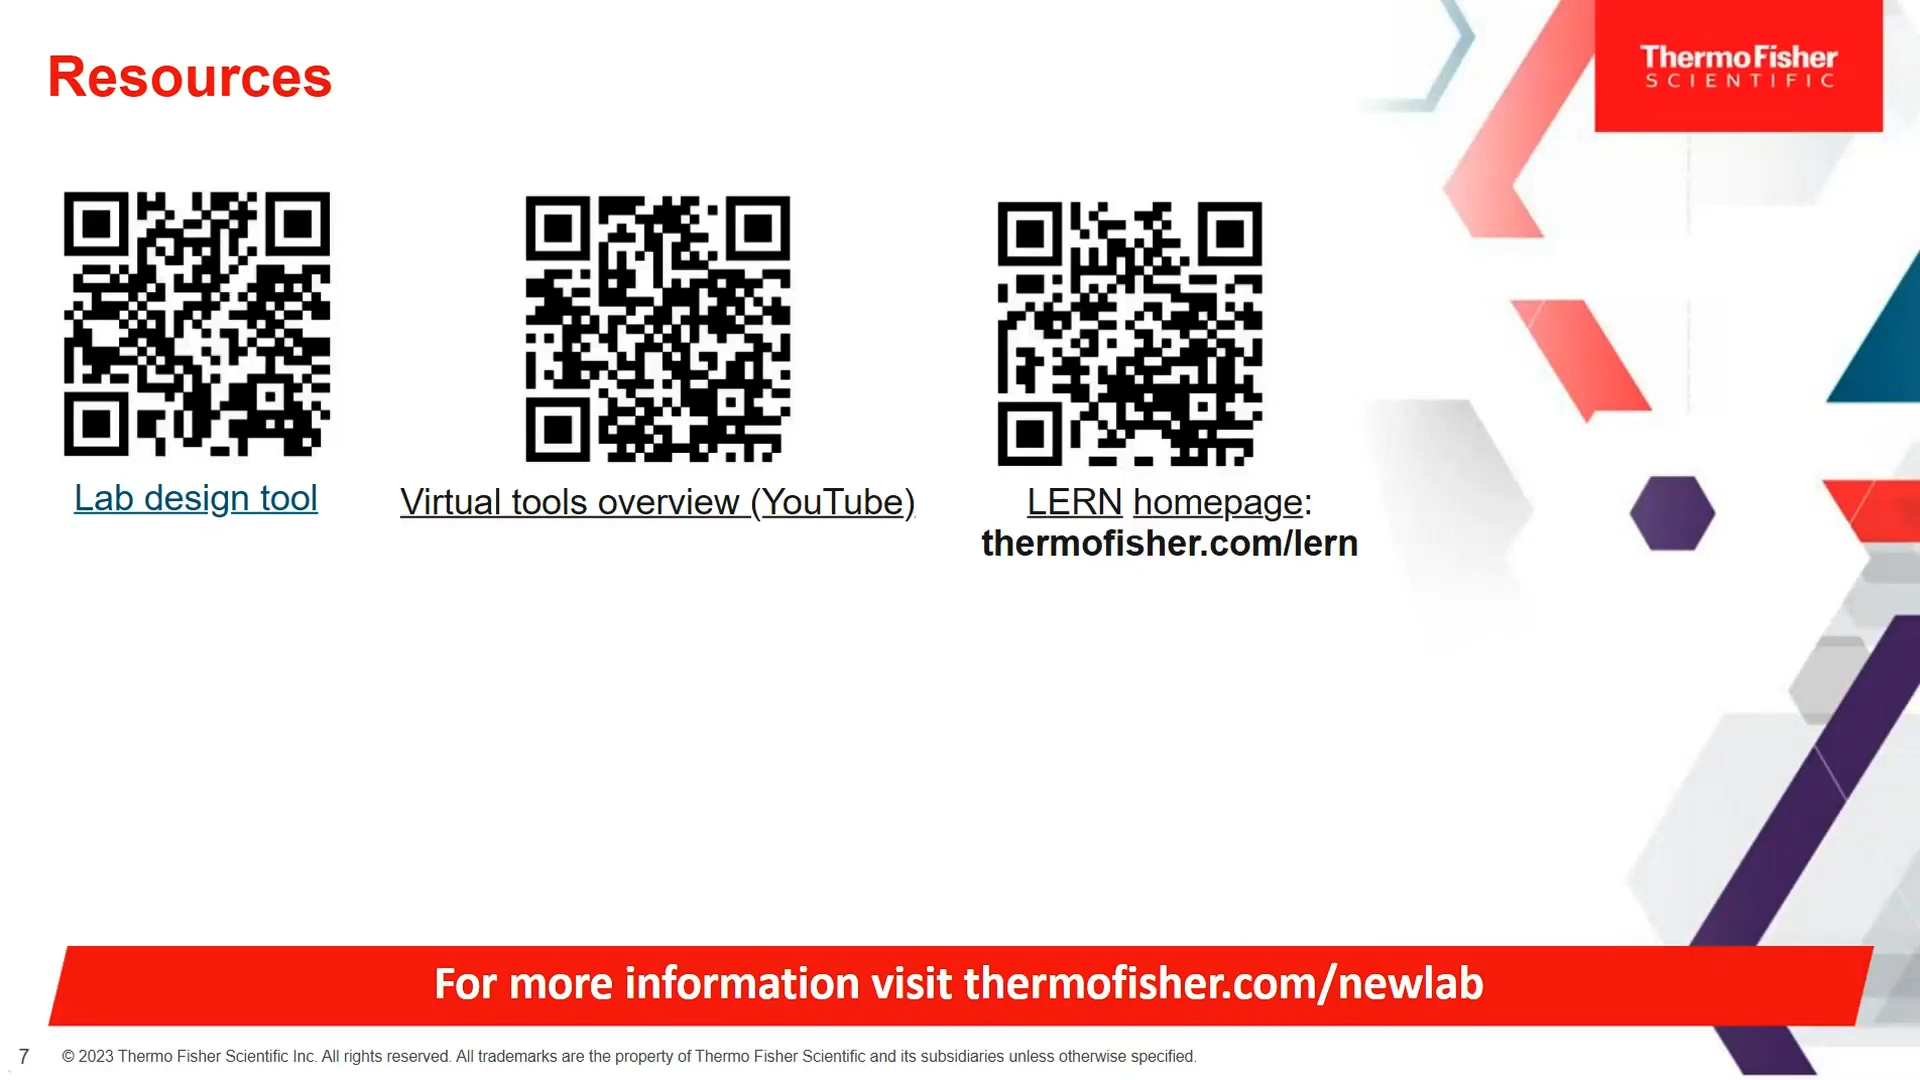 Resources
ThermoFisher
SCIENTIFIC
Lab design tool
Virtual tools overview (YouTube)
LERN homepage:
thermofisher.com/lern
For more information visit thermofisher.com/newlab
7
© 2023 Thermo Fisher Scientific Inc. All rights reserved. All trademarks are the property of Thermo Fisher Scientific and its subsidiaries unless otherwise specified.